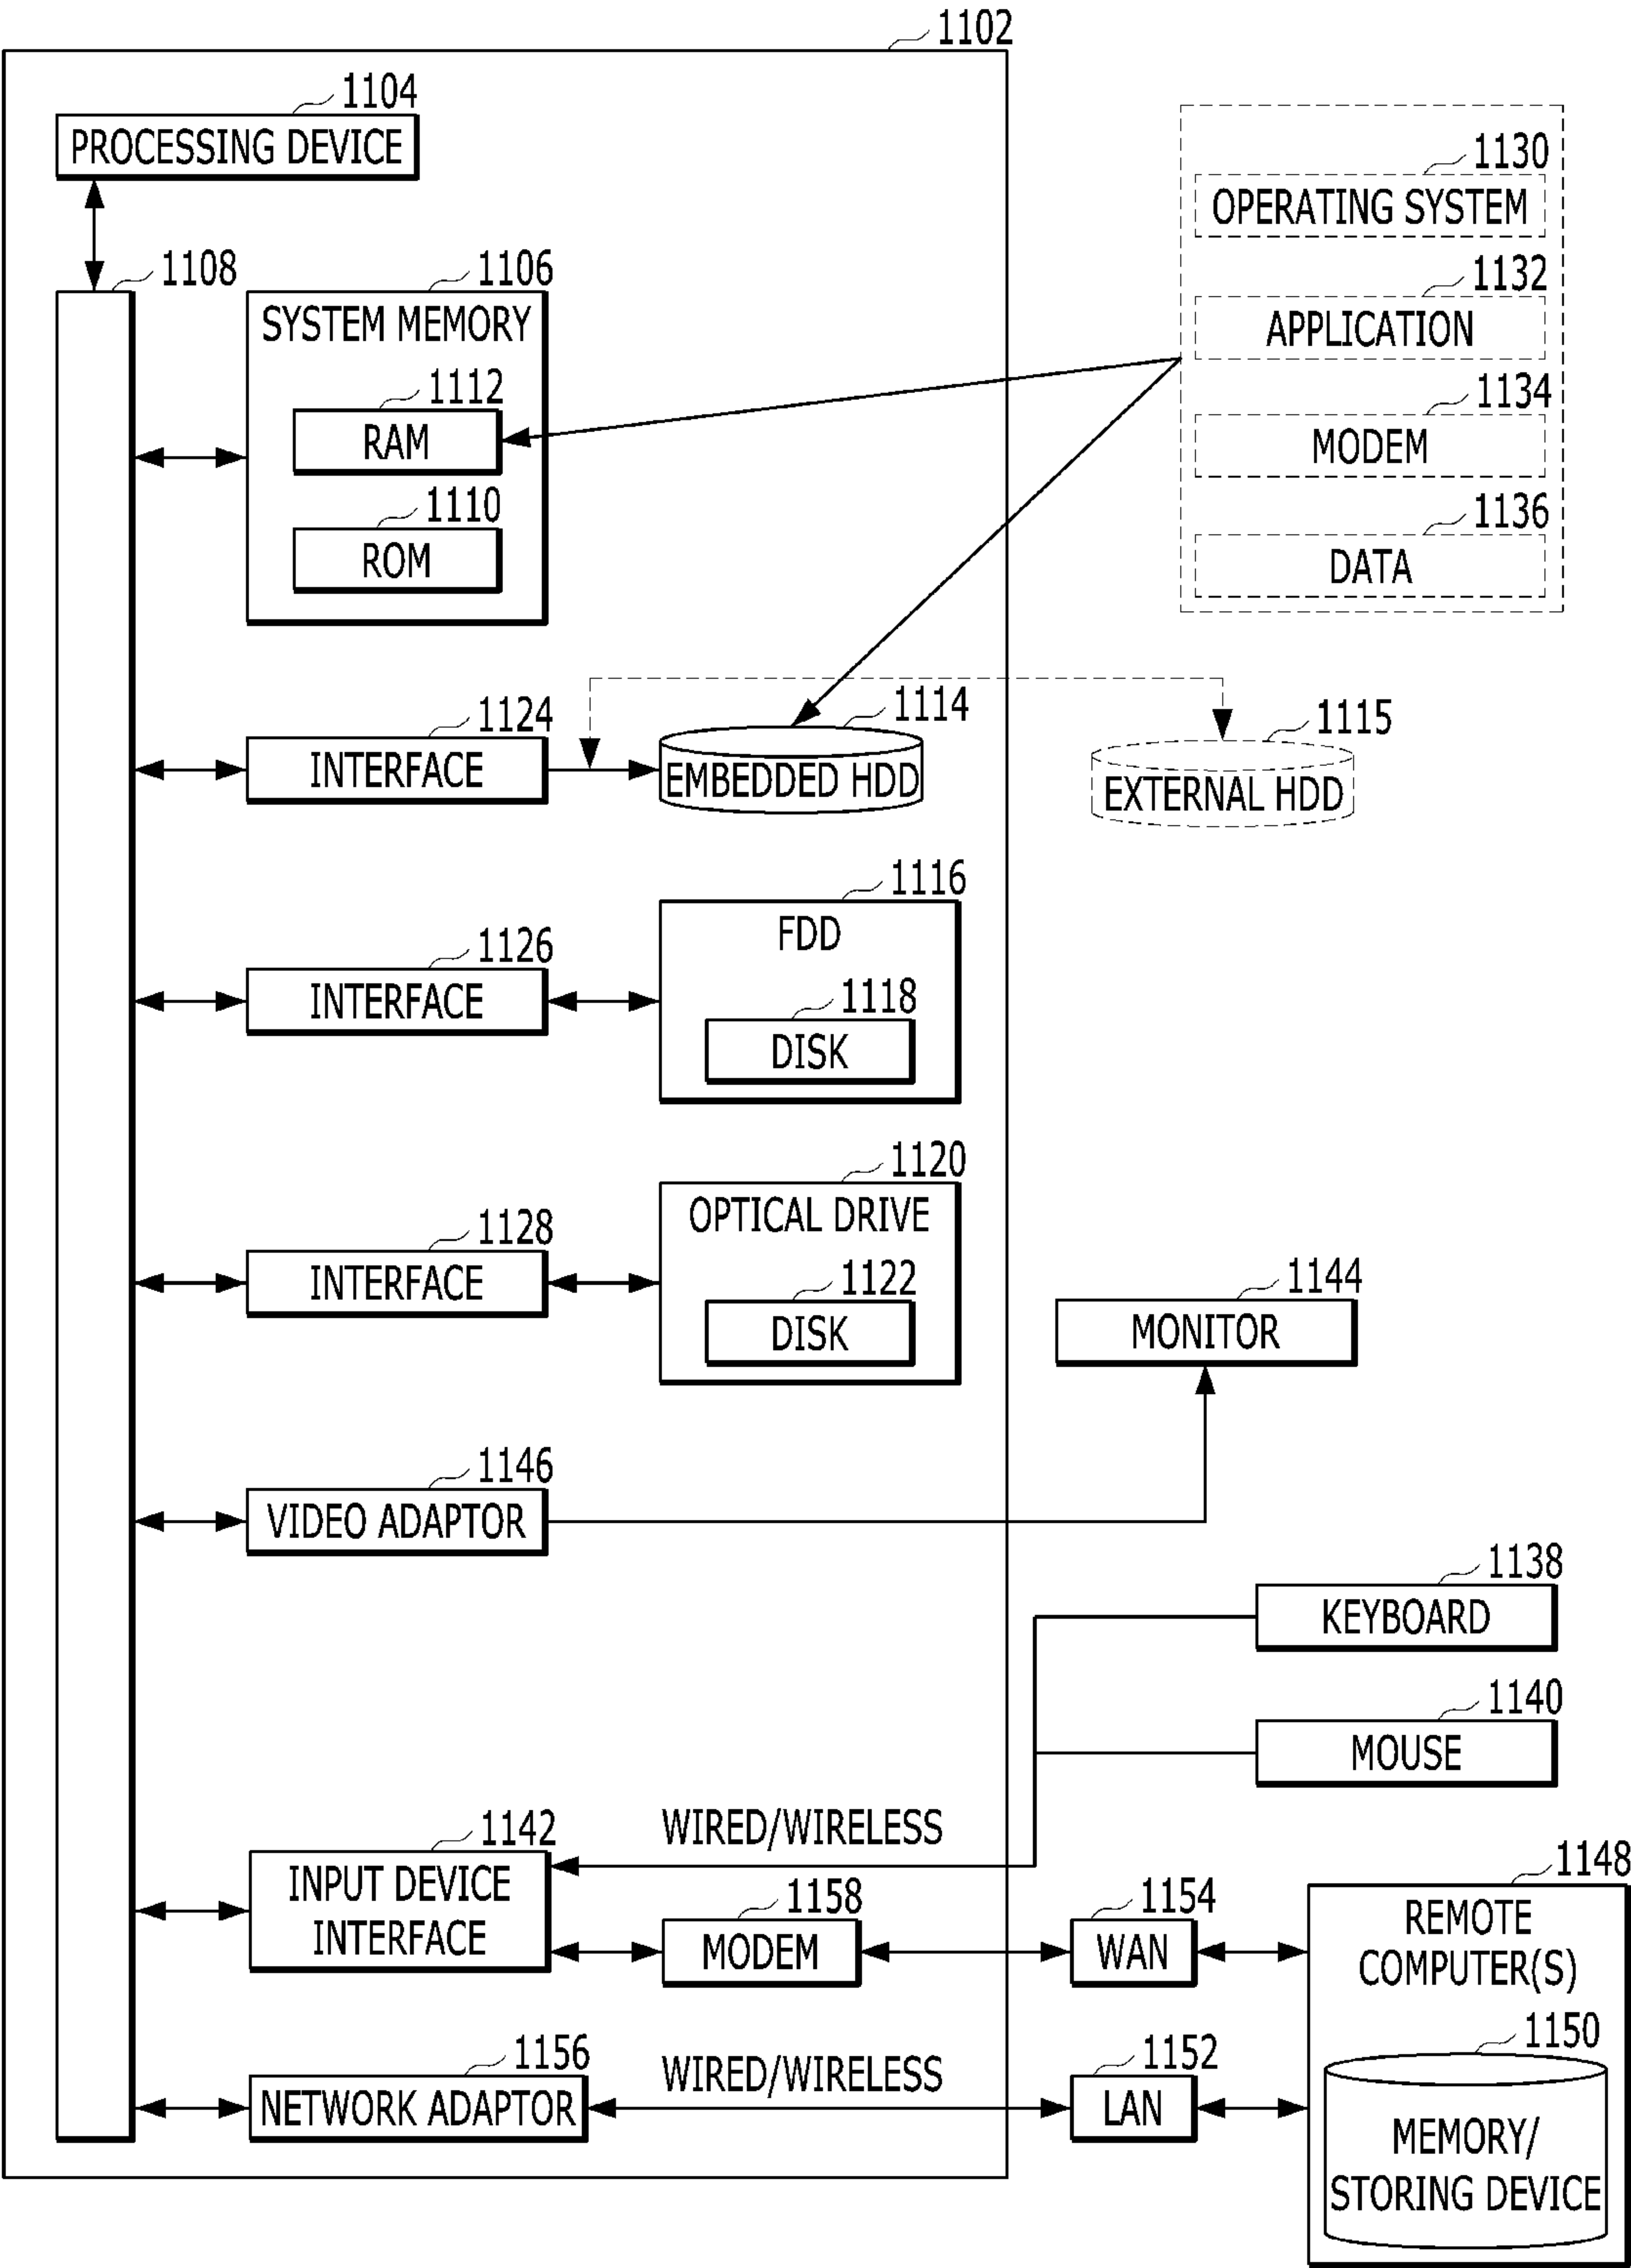 1102
1104
PROCESSING DEVICE
1130
OPERATING SYSTEM
1108
1106
SYSTEM MEMORY
1132
APPLICATION
1112
RAM
1134
MODEM
1110
ROM
1136
DATA
1124
INTERFACE
1114
EMBEDDED HDD
1115
EXTERNAL HDD
1116
FDD
1126
INTERFACE
1118
DISK
1120
OPTICAL DRIVE
1128
INTERFACE
1122
DISK
1144
MONITOR
1146
VIDEO ADAPTOR
1138
KEYBOARD
1140
MOUSE
1142
INPUT DEVICE
INTERFACE
WIRED/WIRELESS
1158
MODEM
1154
WAN
1148
REMOTE
COMPUTER(S)
1156
NETWORK ADAPTOR
WIRED/WIRELESS
1152
LAN
1150
MEMORY/
STORING DEVICE